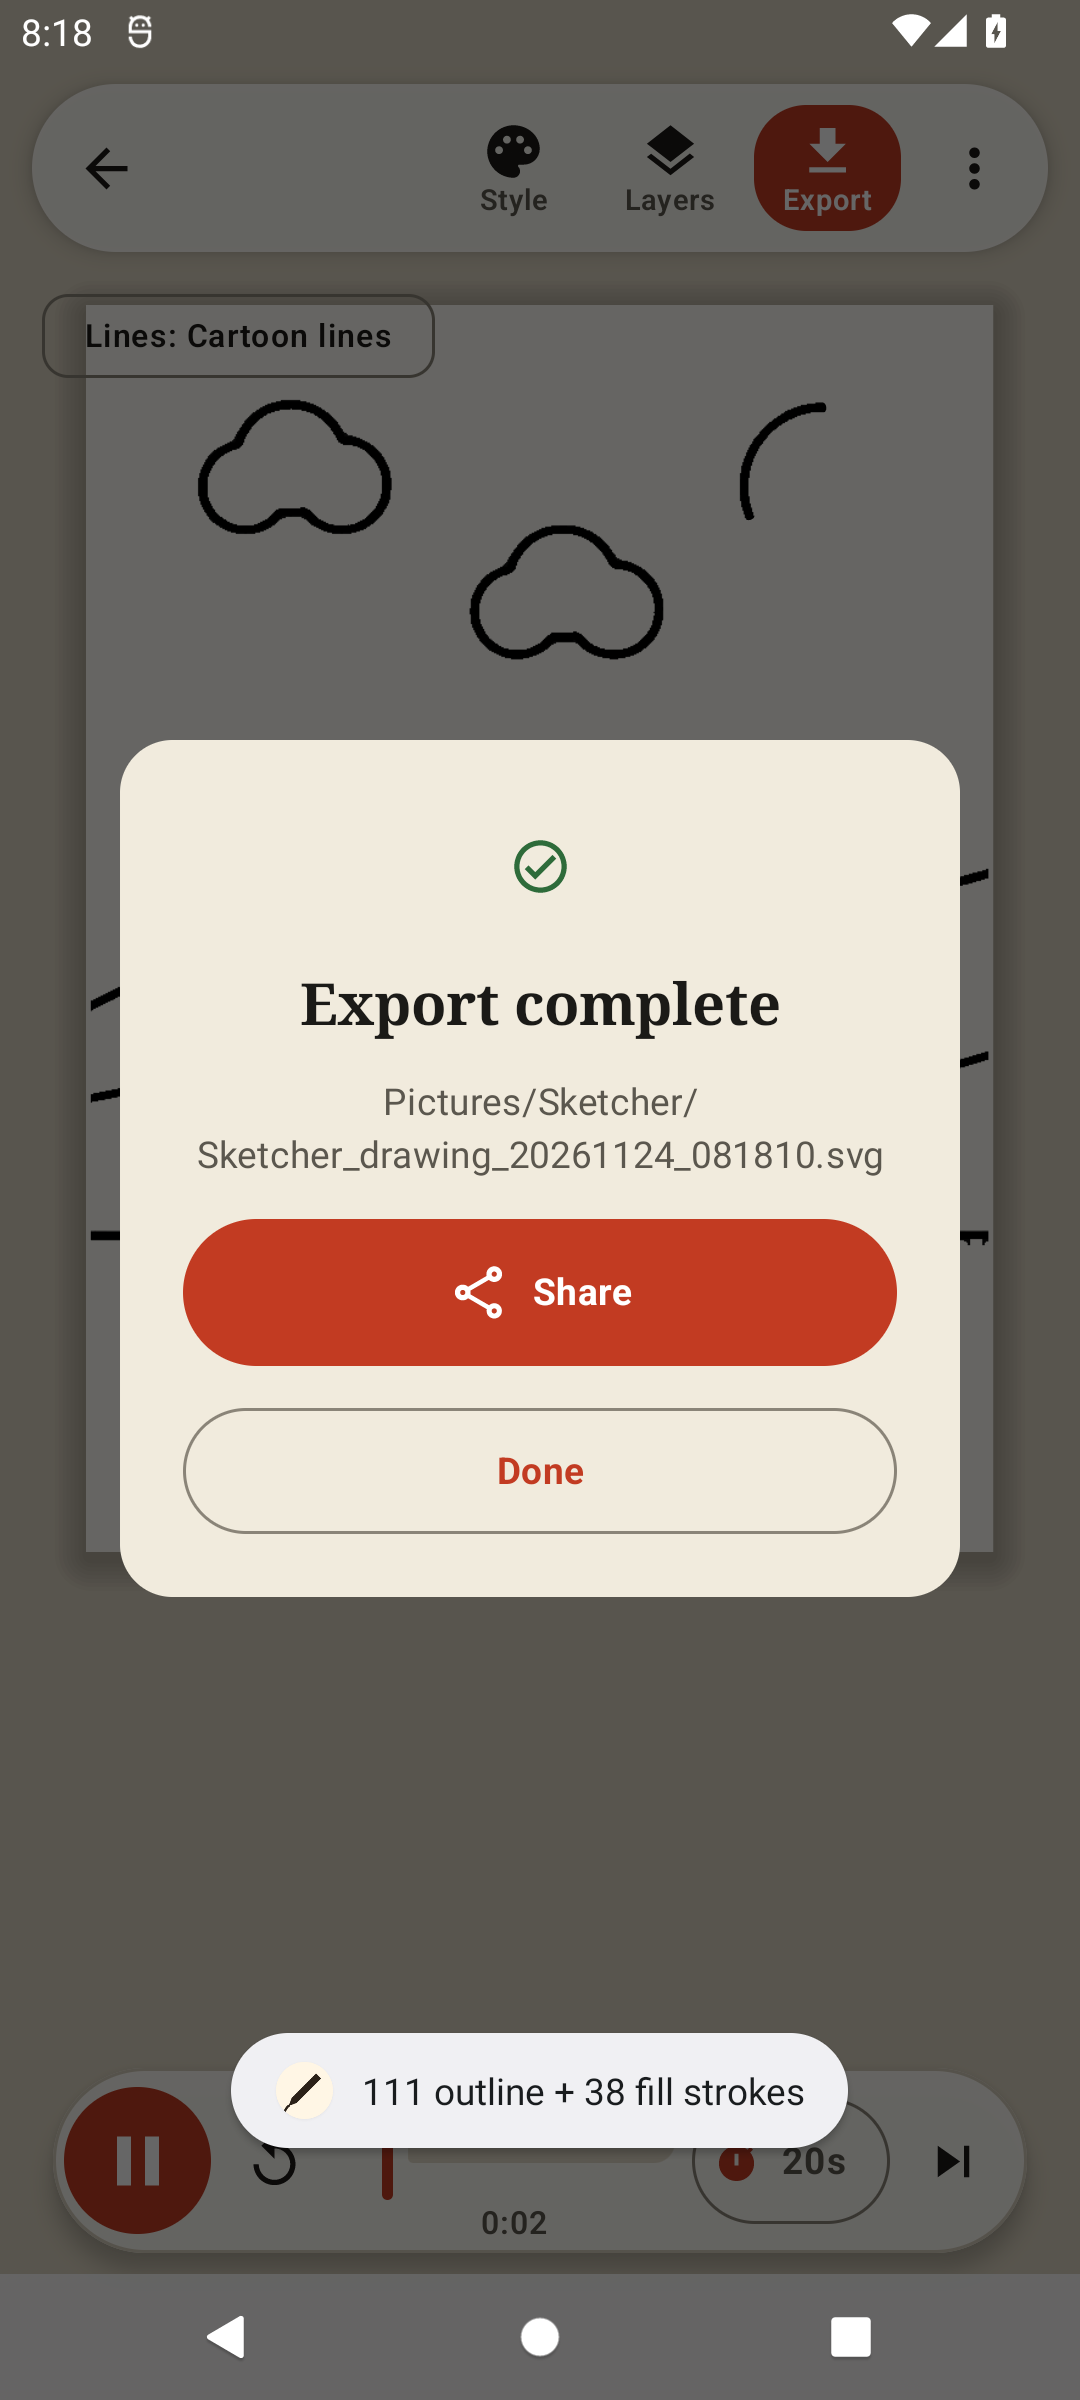 8:18
Style
Layers
Export
Lines: Cartoon lines
Export complete
Pictures/Sketcher/
Sketcher_drawing_20261124_081810.svg
Share
Done
111 outline + 38 fill strokes
20s
0:02